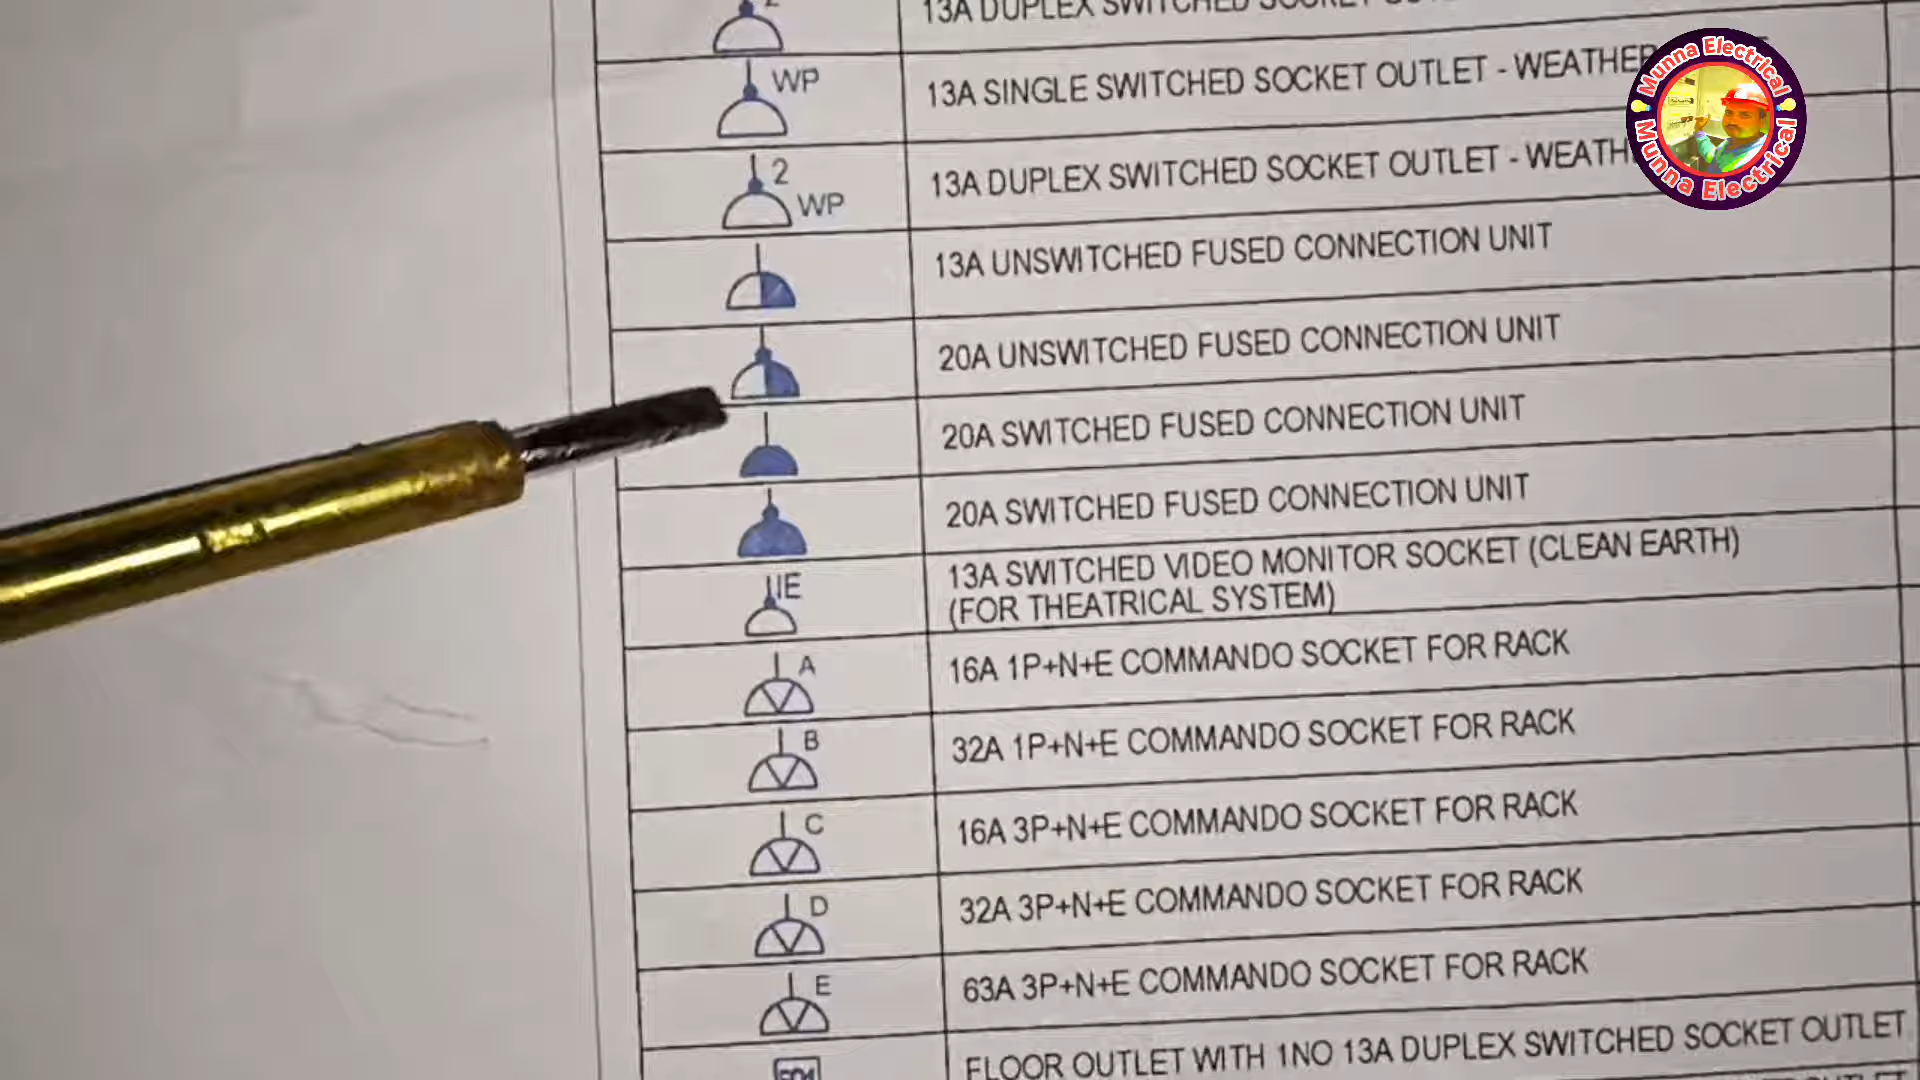 2
13A DUPLEX SWITCHED SOCKET
WP
13A SINGLE SWITCHED SOCKET OUTLET - WEATHER
2
WP
13A DUPLEX SWITCHED SOCKET OUTLET -
13A UNSWITCHED FUSED CONNECTION UNIT
20A UNSWITCHED FUSED CONNECTION UNIT
20A SWITCHED FUSED CONNECTION UNIT
20A SWITCHED FUSED CONNECTION UNIT
IE
13A SWITCHED VIDEO MONITOR SOCKET (CLEAN EARTH)
(FOR THEATRICAL SYSTEM)
A
16A 1P+N+E COMMANDO SOCKET FOR RACK
B
32A 1P+N+E COMMANDO SOCKET FOR RACK
C
16A 3P+N+E COMMANDO SOCKET FOR RACK
D
32A 3P+N+E COMMANDO SOCKET FOR RACK
E
63A 3P+N+E COMMANDO SOCKET FOR RACK
FLOOR OUTLET WITH 1NO 13A DUPLEX SWITCHED SOCKET OUTLET
Munna Electrical
Munna Electrical